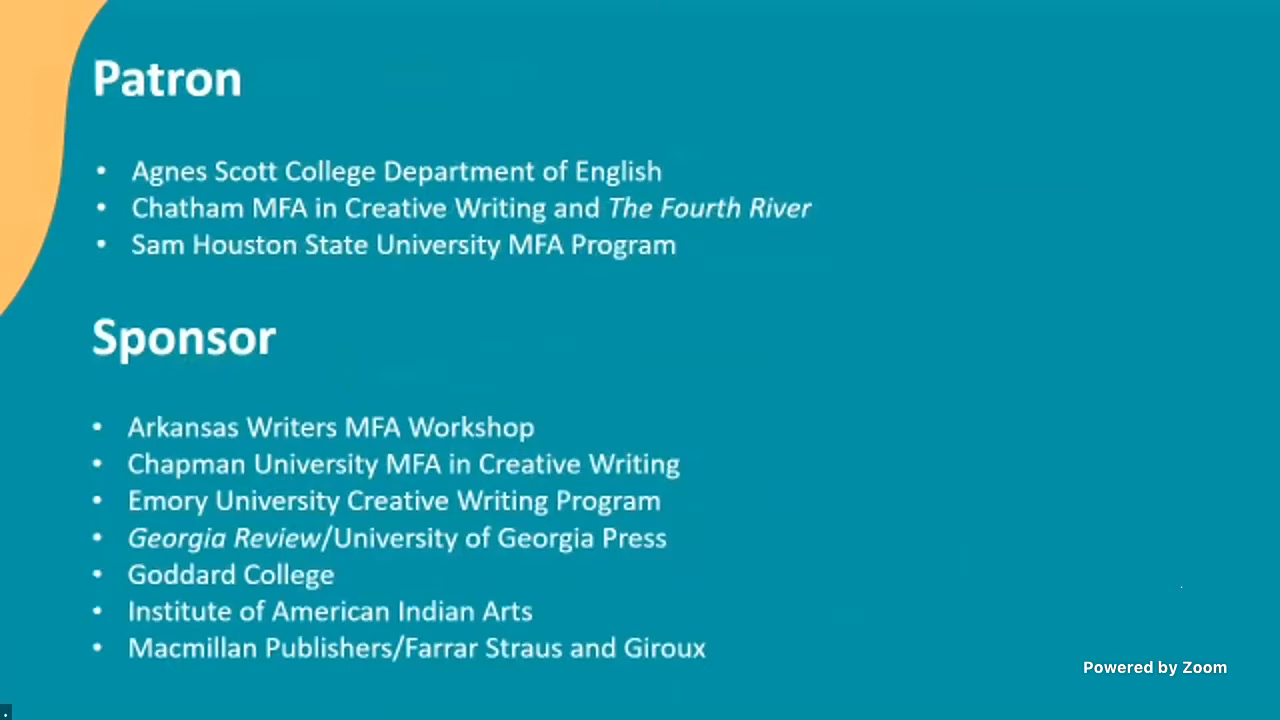 Patron
• Agnes Scott College Department of English
• Chatham MFA in Creative Writing and The Fourth River
• Sam Houston State University MFA Program
Sponsor
• Arkansas Writers MFA Workshop
• Chapman University MFA in Creative Writing
• Emory University Creative Writing Program
• Georgia Review/University of Georgia Press
• Goddard College
• Institute of American Indian Arts
• Macmillan Publishers/Farrar Straus and Giroux
Powered by Zoom